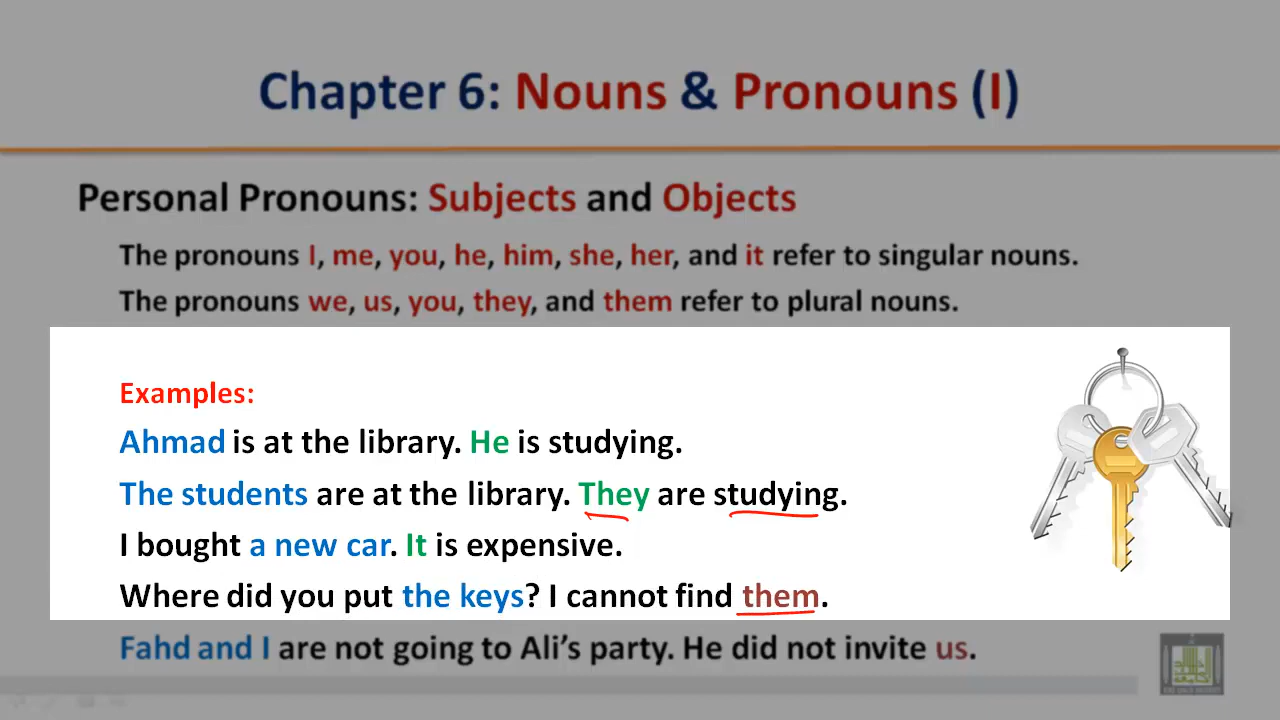 Chapter 6: Nouns & Pronouns (I)
Personal Pronouns: Subjects and Objects
The pronouns I, me, you, he, him, she, her, and it refer to singular nouns.
The pronouns we, us, you, they, and them refer to plural nouns.
Examples:
Ahmad is at the library. He is studying.
The students are at the library. They are studying.
I bought a new car. It is expensive.
Where did you put the keys? I cannot find them.
Fahd and I are not going to Ali’s party. He did not invite us.